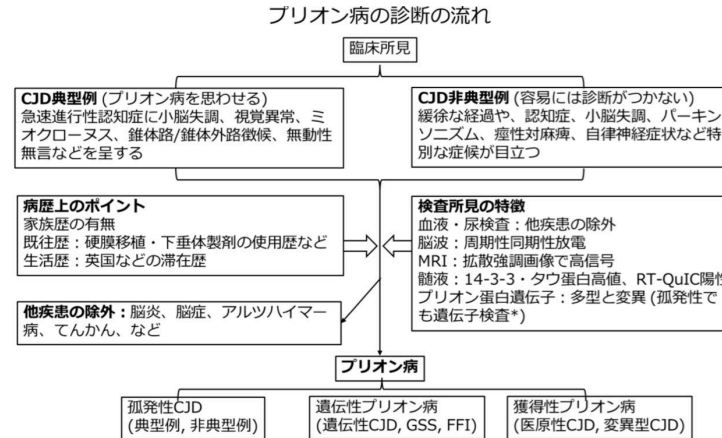 プリオン病の診断の流れ
臨床所見
CJD典型例 (プリオン病を思わせる)
急速進行性認知症に小脳失調、視覚異常、ミ
オクローヌス、錐体路/錐体外路徴候、無動性
無言などを呈する
CJD非典型例 (容易には診断がつかない)
緩徐な経過や、認知症、小脳失調、パーキン
ソニズム、痙性対麻痺、自律神経症状など特
別な症候が目立つ
病歴上のポイント
家族歴の有無
既往歴：硬膜移植・下垂体製剤の使用歴など
生活歴：英国などの滞在歴
検査所見の特徴
血液・尿検査：他疾患の除外
脳波：周期性同期性放電
MRI：拡散強調画像で高信号
髄液：14-3-3・タウ蛋白高値、RT-QuIC陽性
プリオン蛋白遺伝子：多型と変異 (孤発性で
も遺伝子検査*)
他疾患の除外：脳炎、脳症、アルツハイマー
病、てんかん、など
プリオン病
孤発性CJD
(典型例, 非典型例)
遺伝性プリオン病
(遺伝性CJD, GSS, FFI)
獲得性プリオン病
(医原性CJD, 変異型CJD)